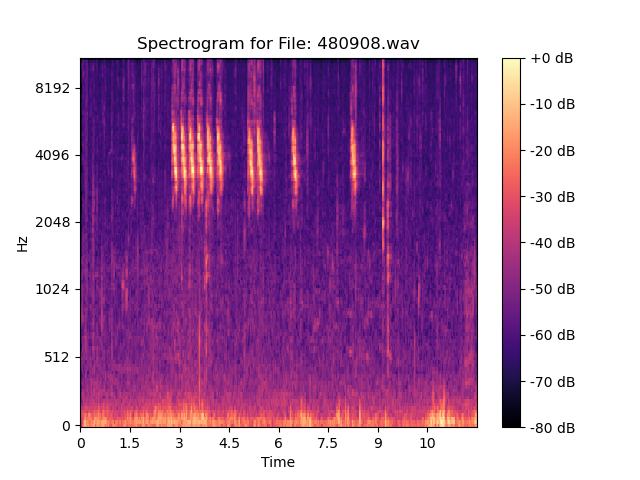 Spectrogram for File: 480908.wav
8192
4096
2048
1024
512
0
Hz
0 1.5 3 4.5 6 7.5 9 10
Time
+0 dB
-10 dB
-20 dB
-30 dB
-40 dB
-50 dB
-60 dB
-70 dB
-80 dB